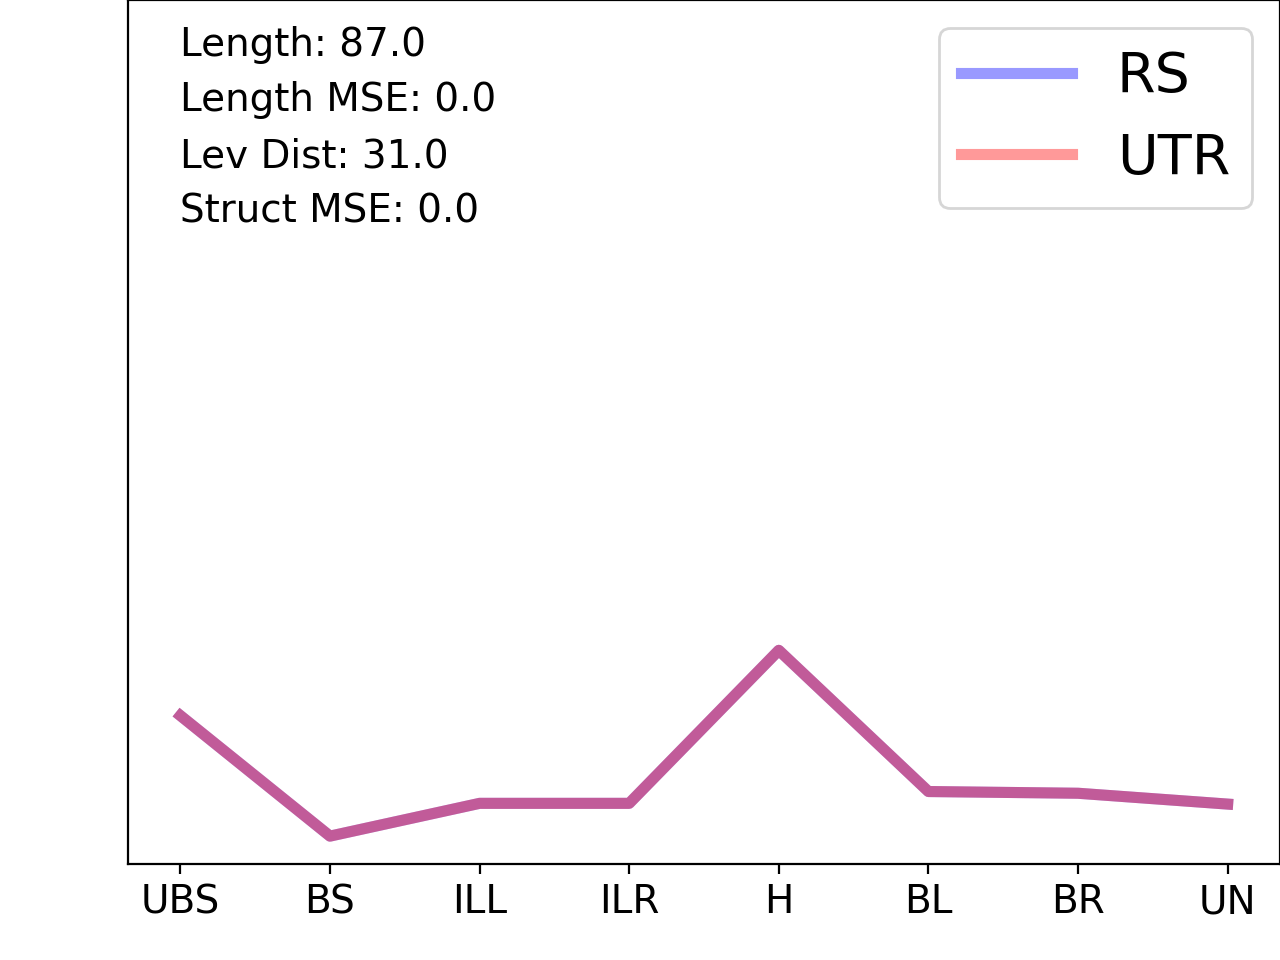 Length: 87.0
Length MSE: 0.0
Lev Dist: 31.0
Struct MSE: 0.0
RS
UTR
UBS BS ILL ILR H BL BR UN